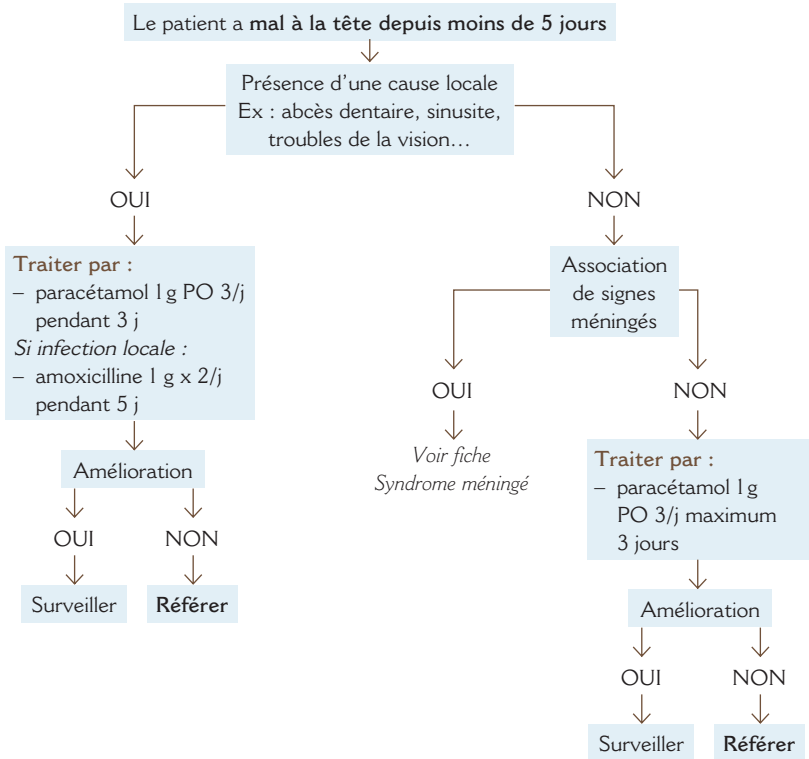 Le patient a mal à la tête depuis moins de 5 jours
Présence d’une cause locale
Ex : abcès dentaire, sinusite,
troubles de la vision…
OUI
NON
Traiter par :
– paracétamol 1 g PO 3/j
pendant 3 j
Si infection locale :
– amoxicilline 1 g x 2/j
pendant 5 j
Association
de signes
méningés
OUI
NON
Amélioration
Voir fiche
Syndrome méningé
Traiter par :
– paracétamol 1 g
PO 3/j maximum
3 jours
OUI
NON
Surveiller
Référer
Amélioration
OUI
NON
Surveiller
Référer